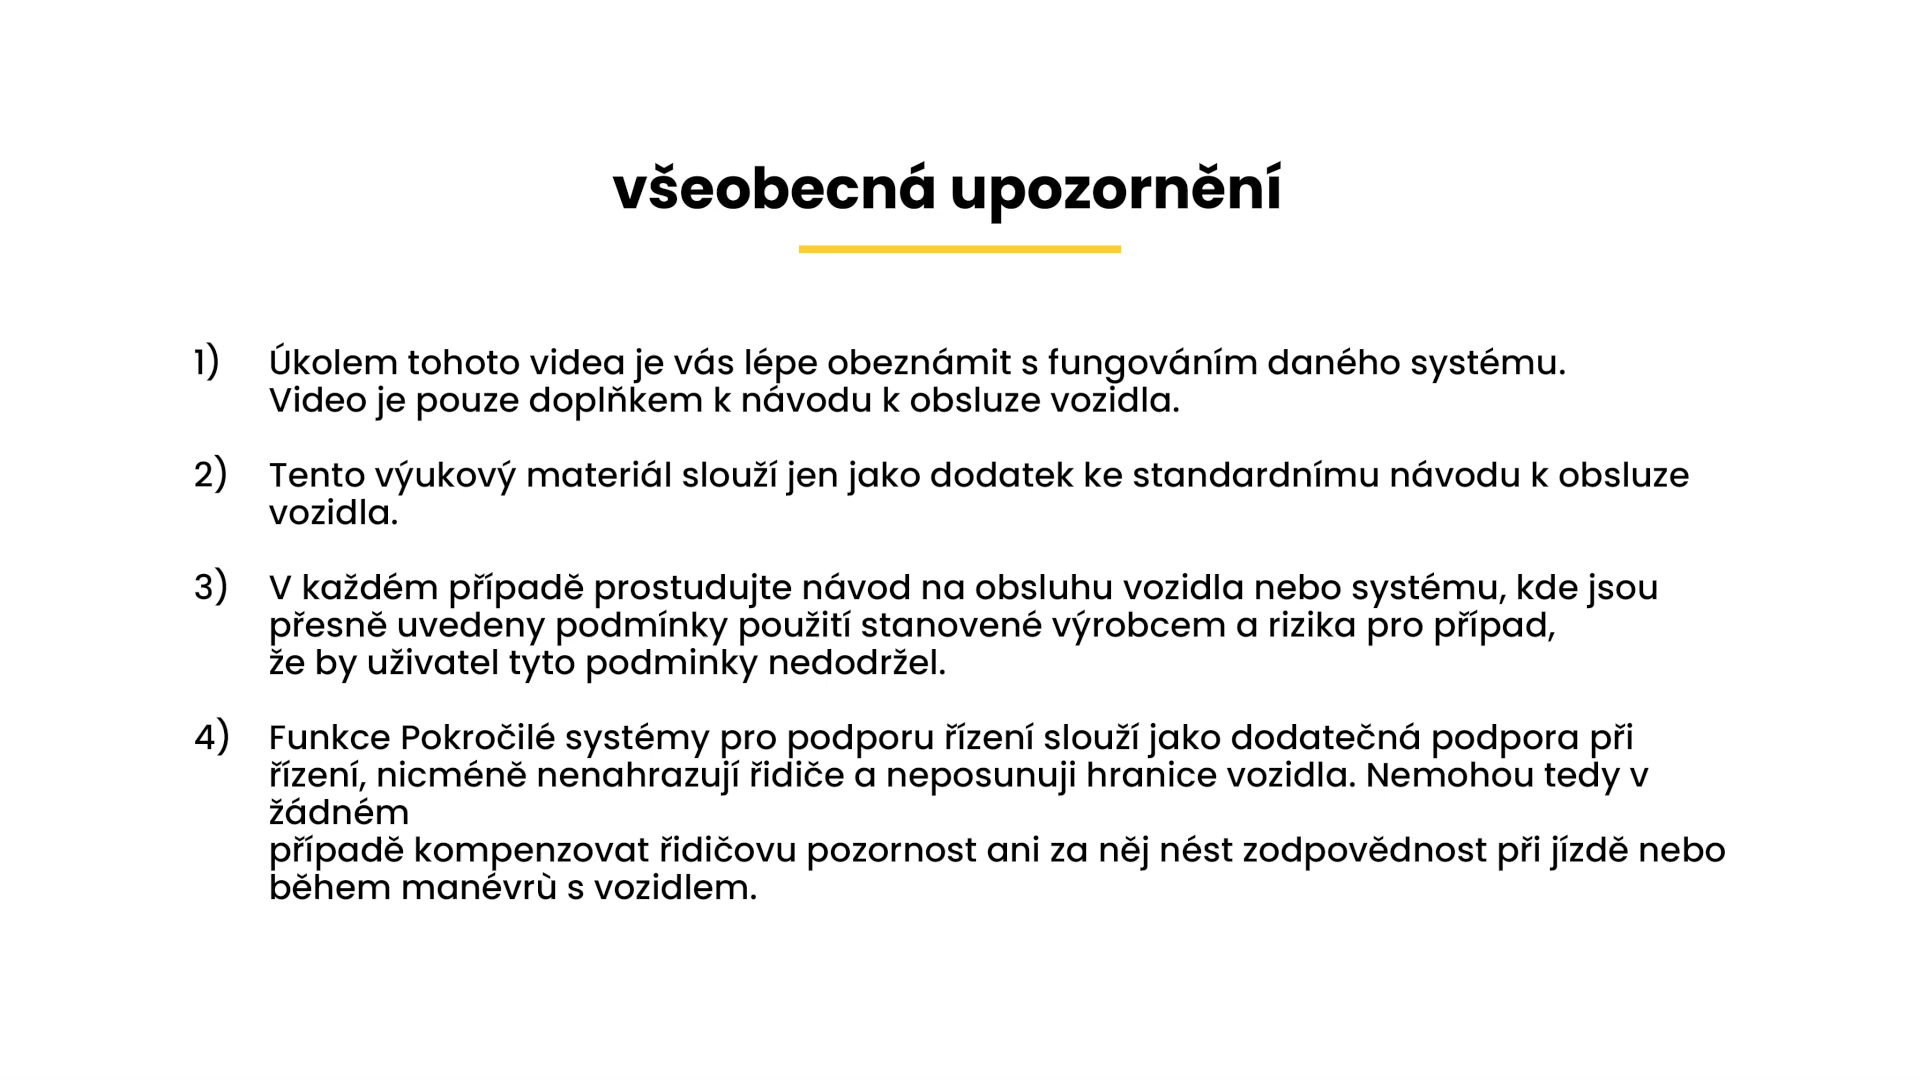 všeobecná upozornění
1) Úkolem tohoto videa je vás lépe obeznámit s fungováním daného systému.
Video je pouze doplňkem k návodu k obsluze vozidla.
2) Tento výukový materiál slouží jen jako dodatek ke standardnímu návodu k obsluze
vozidla.
3) V každém případě prostudujte návod na obsluhu vozidla nebo systému, kde jsou
přesně uvedeny podmínky použití stanovené výrobcem a rizika pro případ,
že by uživatel tyto podminky nedodržel.
4) Funkce Pokročilé systémy pro podporu řízení slouží jako dodatečná podpora při
řízení, nicméně nenahrazují řidiče a neposunuji hranice vozidla. Nemohou tedy v
žádném
případě kompenzovat řidičovu pozornost ani za něj nést zodpovědnost při jízdě nebo
během manévrù s vozidlem.